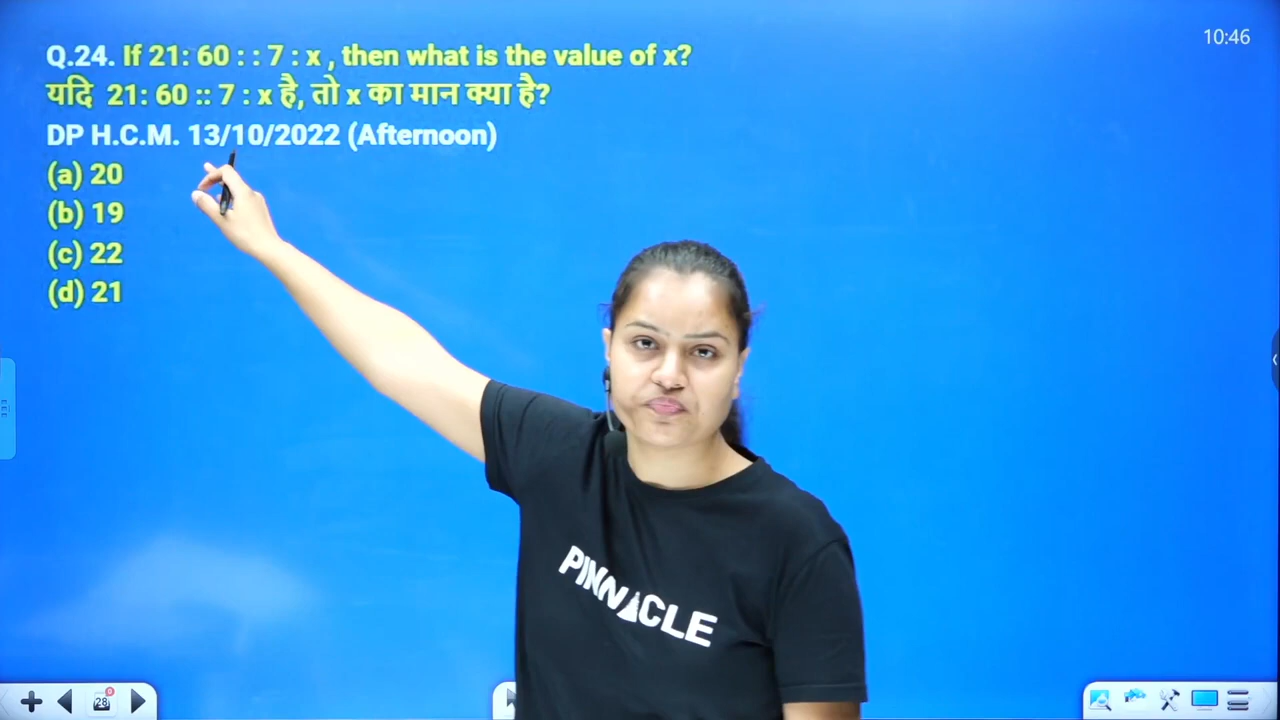 10:46
Q.24. If 21: 60 : : 7 : x , then what is the value of x?
यदि 21: 60 :: 7 : x है, तो x का मान क्या है?
DP H.C.M. 13/10/2022 (Afternoon)
(a) 20
(b) 19
(c) 22
(d) 21
PINNACLE
28